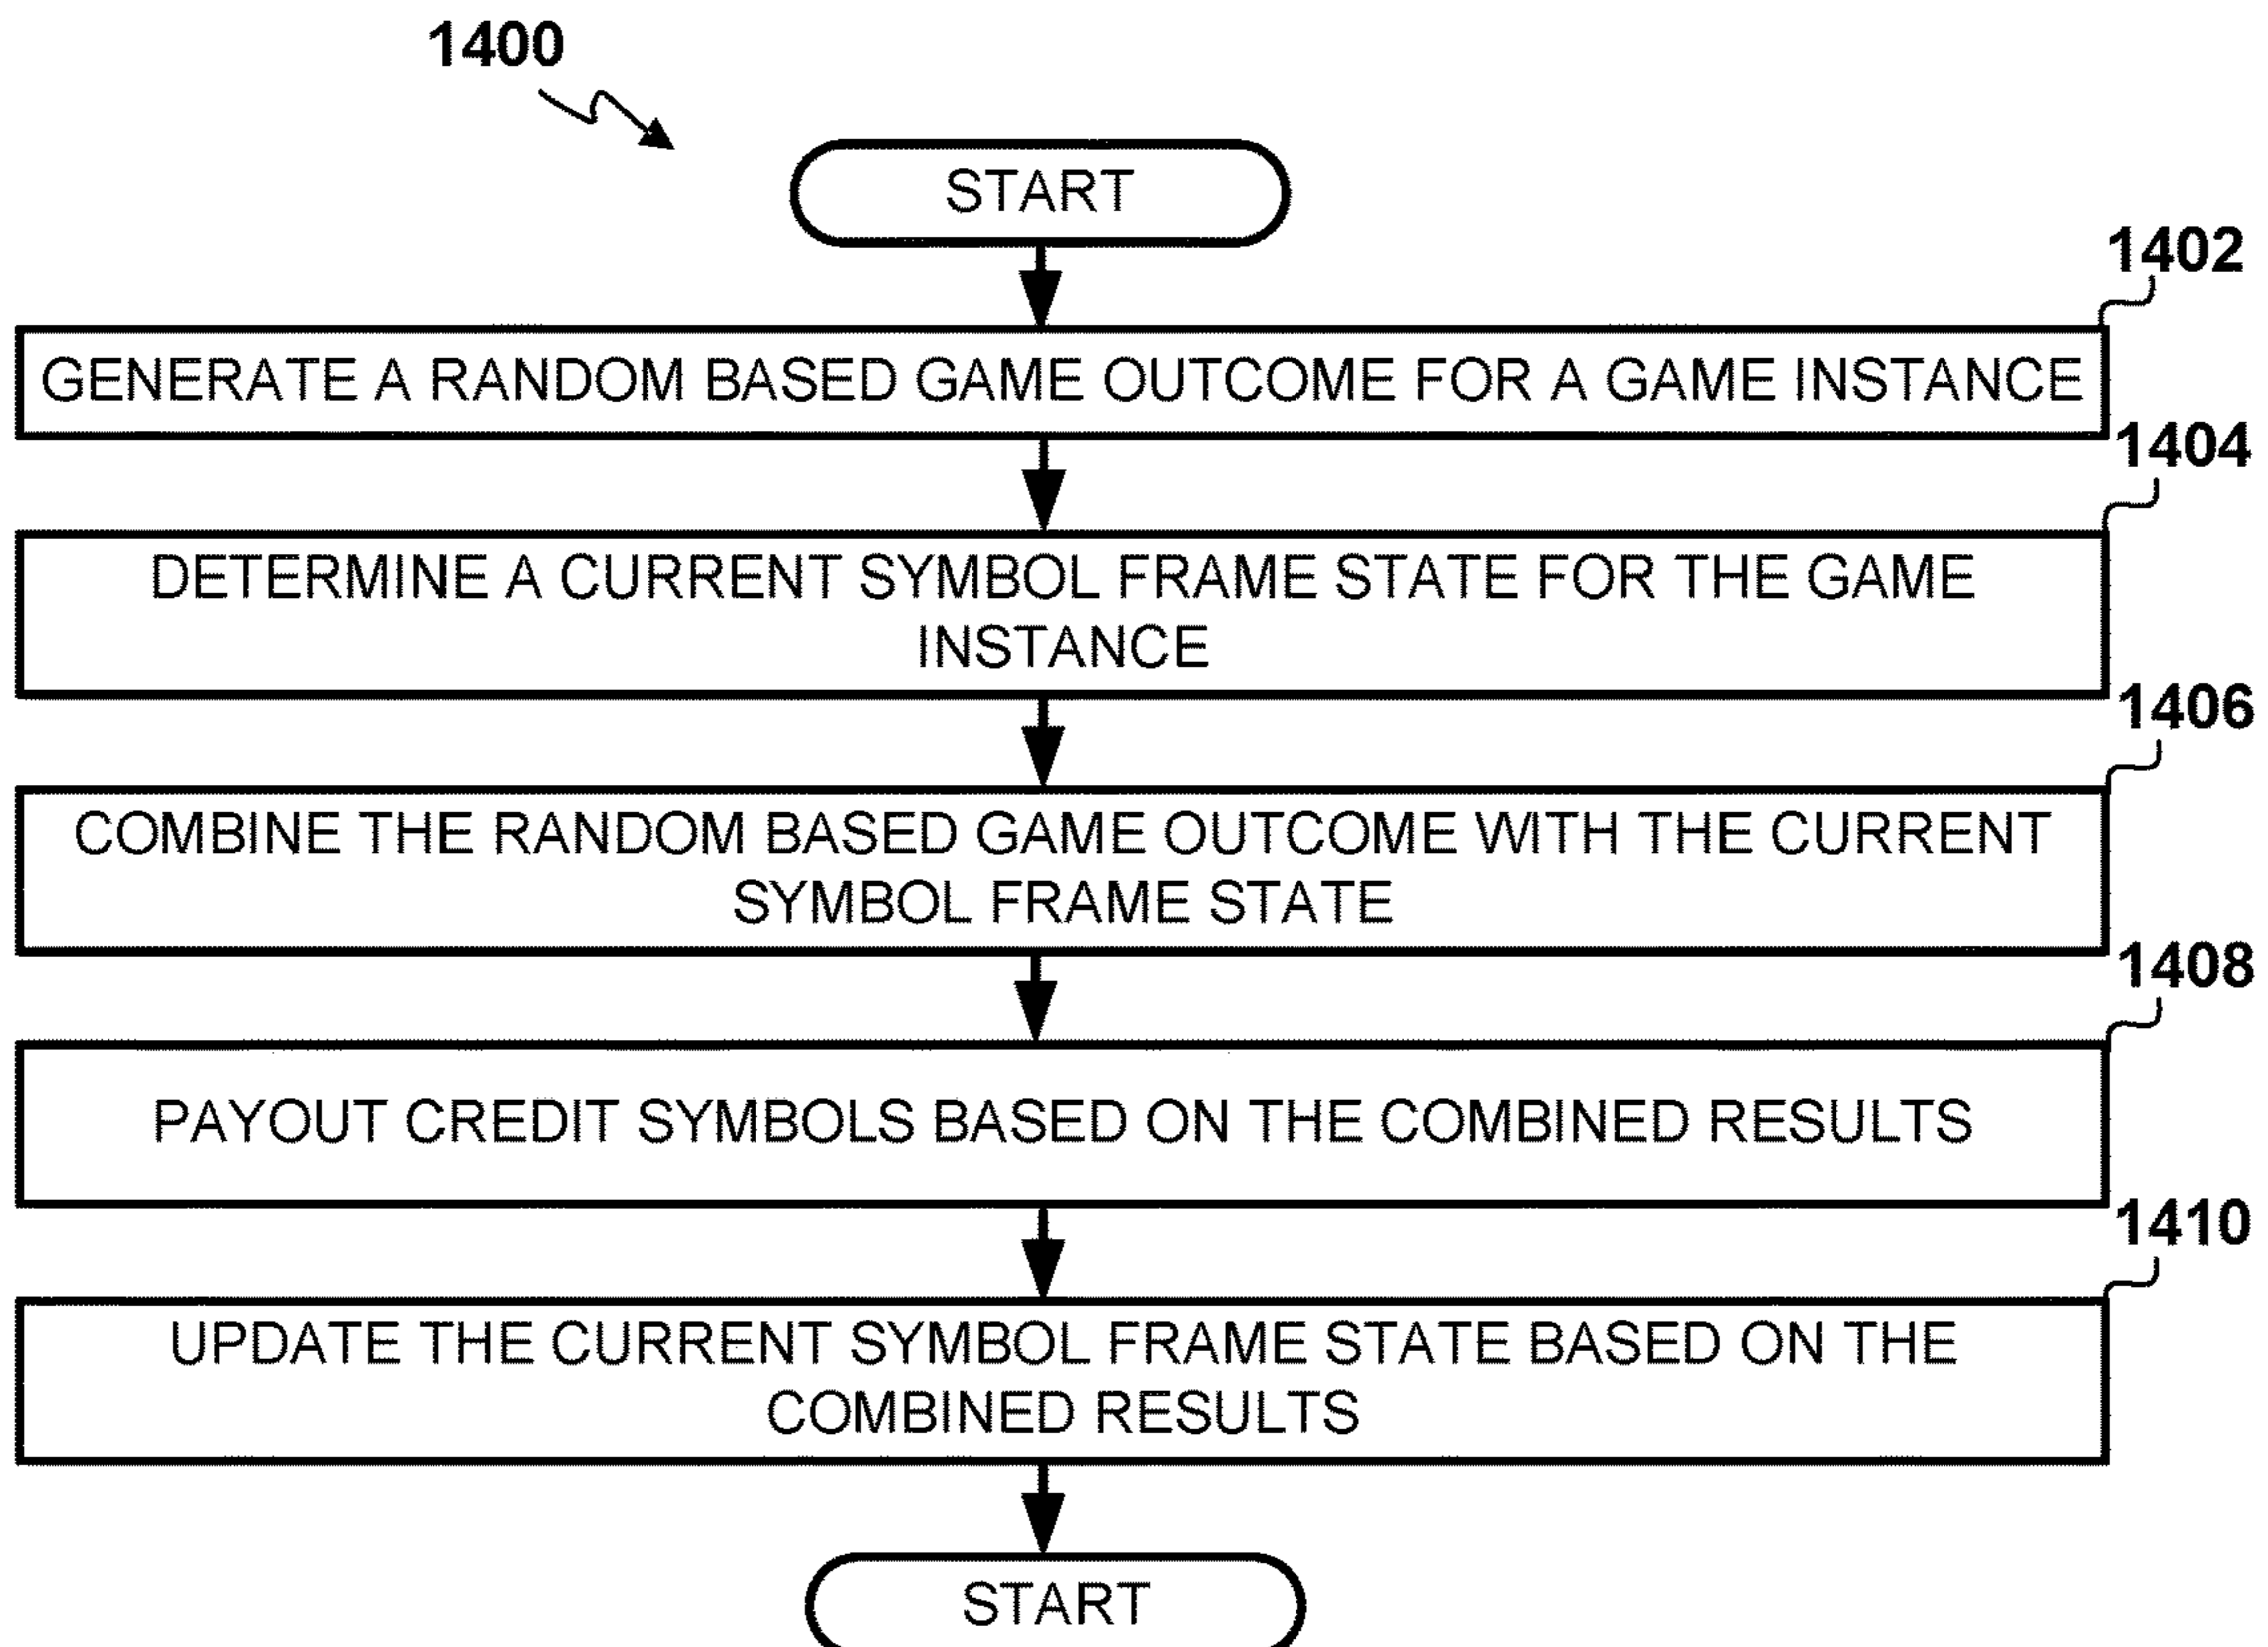 1400
START
1402
GENERATE A RANDOM BASED GAME OUTCOME FOR A GAME INSTANCE
1404
DETERMINE A CURRENT SYMBOL FRAME STATE FOR THE GAME
INSTANCE
1406
COMBINE THE RANDOM BASED GAME OUTCOME WITH THE CURRENT
SYMBOL FRAME STATE
1408
PAYOUT CREDIT SYMBOLS BASED ON THE COMBINED RESULTS
1410
UPDATE THE CURRENT SYMBOL FRAME STATE BASED ON THE
COMBINED RESULTS
START